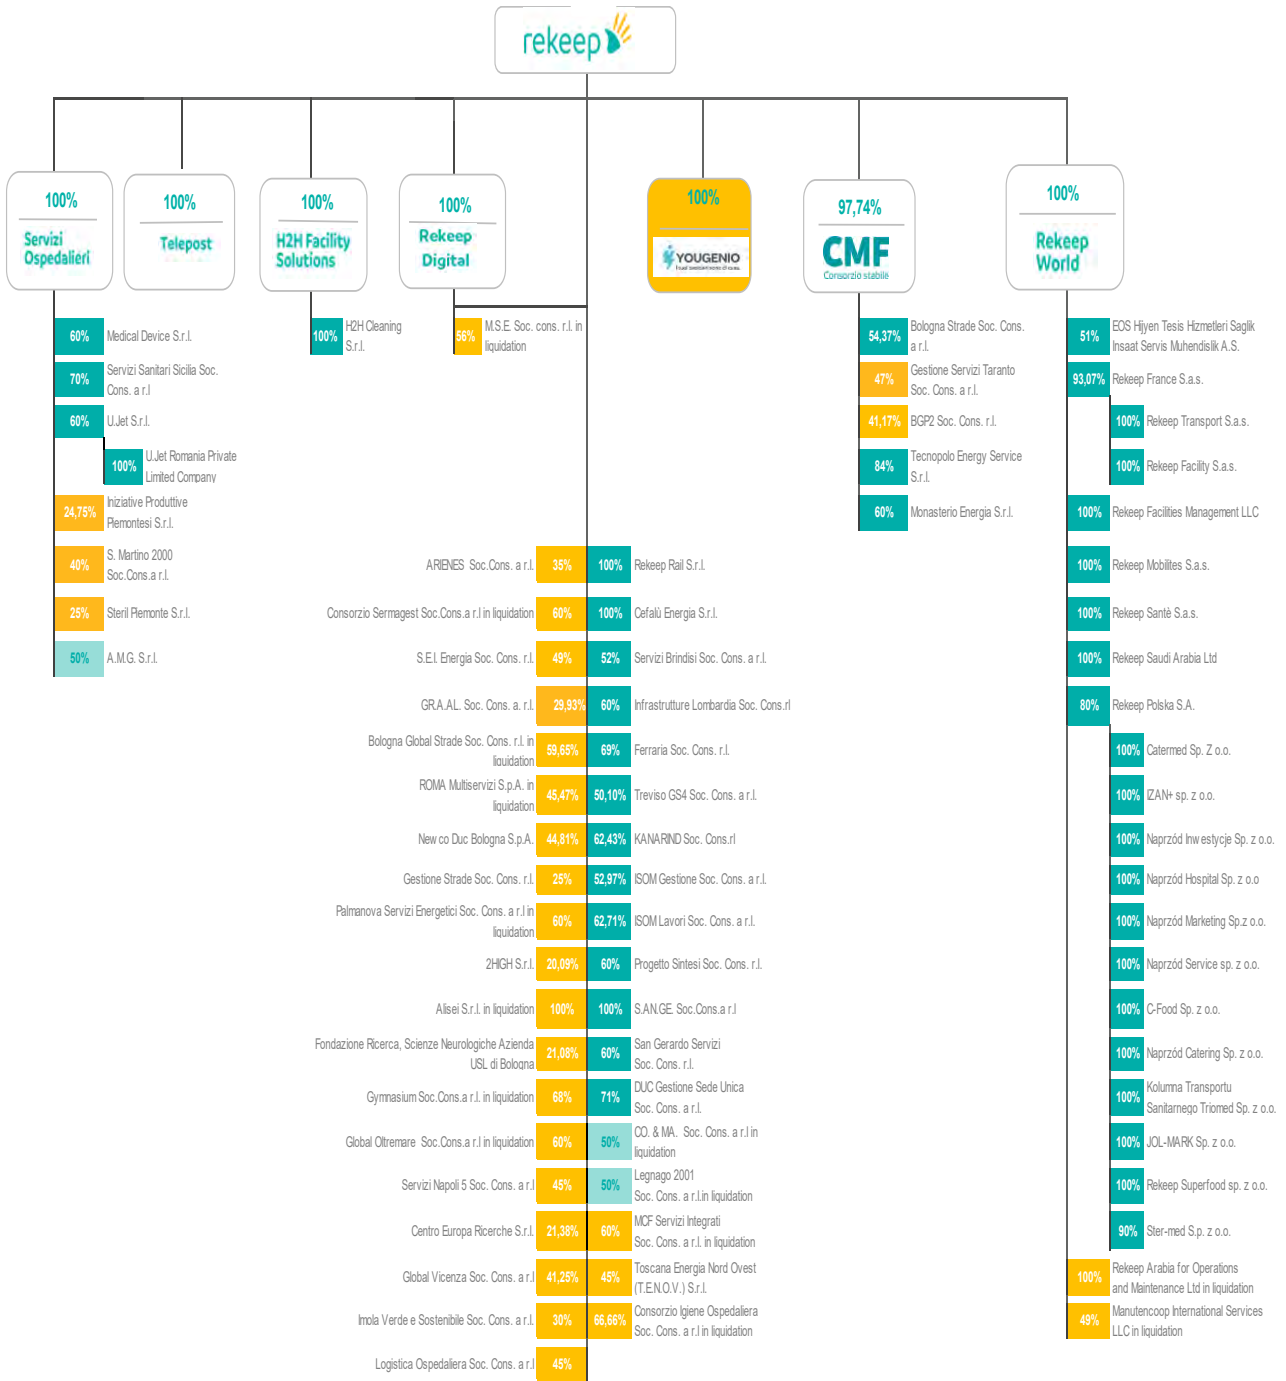 rekeep
100%
Servizi
Ospedalieri
100%
Telepost
100%
H2H Facility
Solutions
100%
Rekeep
Digital
100%
YOUGENIO
97,74%
CMF
Consorzio stabile
100%
Rekeep
World
60%
Medical Device S.r.l.
70%
Servizi Sanitari Sicilia Soc.
Cons. a r.l
60%
U.Jet S.r.l.
100%
U.Jet Romania Private
Limited Company
24,75%
Iniziative Produttive
Piemontesi S.r.l.
40%
S. Martino 2000
Soc.Cons.a r.l.
25%
Steril Piemonte S.r.l.
50%
A.M.G. S.r.l.
100%
H2H Cleaning
S.r.l.
56%
M.S.E. Soc. cons. r.l. in
liquidation
ARIENES Soc.Cons. a r.l.
35%
100%
Rekeep Rail S.r.l.
Consorzio Sermagest Soc.Cons.a r.l in liquidation
60%
100%
Cefalù Energia S.r.l.
S.E.I. Energia Soc. Cons. r.l.
49%
52%
Servizi Brindisi Soc. Cons. a r.l.
GR.A.AL. Soc. Cons. a. r.l.
29,93%
60%
Infrastrutture Lombardia Soc. Cons.rl
Bologna Global Strade Soc. Cons. r.l. in
liquidation
59,65%
69%
Ferraria Soc. Cons. r.l.
ROMA Multiservizi S.p.A. in
liquidation
45,47%
50,10%
Treviso GS4 Soc. Cons. a r.l.
New co Duc Bologna S.p.A.
44,81%
62,43%
KANARIND Soc. Cons.rl
Gestione Strade Soc. Cons. r.l.
25%
52,97%
ISOM Gestione Soc. Cons. a r.l.
Palmanova Servizi Energetici Soc. Cons. a r.l in
liquidation
60%
62,71%
ISOM Lavori Soc. Cons. a r.l.
2HIGH S.r.l.
20,09%
60%
Progetto Sintesi Soc. Cons. r.l.
Alisei S.r.l. in liquidation
100%
100%
S.AN.GE. Soc.Cons.a r.l
Fondazione Ricerca, Scienze Neurologiche Azienda
USL di Bologna
21,08%
60%
San Gerardo Servizi
Soc. Cons. r.l.
Gymnasium Soc.Cons.a r.l. in liquidation
68%
71%
DUC Gestione Sede Unica
Soc. Cons. a r.l.
Global Oltremare Soc.Cons.a r.l in liquidation
60%
50%
CO. & MA. Soc. Cons. a r.l in
liquidation
Servizi Napoli 5 Soc. Cons. a r.l
45%
50%
Legnago 2001
Soc. Cons. a r.l.in liquidation
Centro Europa Ricerche S.r.l.
21,38%
60%
MCF Servizi Integrati
Soc. Cons. a r.l. in liquidation
Global Vicenza Soc. Cons. a r.l
41,25%
45%
Toscana Energia Nord Ovest
(T.E.N.O.V.) S.r.l.
Imola Verde e Sostenibile Soc. Cons. a r.l.
30%
66,66%
Consorzio Igiene Ospedaliera
Soc. Cons. a r.l in liquidation
Logistica Ospedaliera Soc. Cons. a r.l
45%
54,37%
Bologna Strade Soc. Cons.
a r.l.
47%
Gestione Servizi Taranto
Soc. Cons. a r.l.
41,17%
BGP2 Soc. Cons. r.l.
84%
Tecnopolo Energy Service
S.r.l.
60%
Monasterio Energia S.r.l.
51%
EOS Hijyen Tesis Hizmetleri Saglik
Insaat Servis Muhendislik A.S.
93,07%
Rekeep France S.a.s.
100%
Rekeep Transport S.a.s.
100%
Rekeep Facility S.a.s.
100%
Rekeep Facilities Management LLC
100%
Rekeep Mobilites S.a.s.
100%
Rekeep Santè S.a.s.
100%
Rekeep Saudi Arabia Ltd
80%
Rekeep Polska S.A.
100%
Catermed Sp. Z o.o.
100%
IZAN+ sp. z o.o.
100%
Naprzód Inw estycje Sp. z o.o.
100%
Naprzód Hospital Sp. z o.o
100%
Naprzód Marketing Sp.z o.o.
100%
Naprzód Service sp. z o.o.
100%
C-Food Sp. z o.o.
100%
Naprzód Catering Sp. z o.o.
100%
Kolumna Transportu
Sanitarnego Triomed Sp. z o.o.
100%
JOL-MARK Sp. z o.o.
100%
Rekeep Superfood sp. z o.o.
90%
Ster-med S.p. z o.o.
100%
Rekeep Arabia for Operations
and Maintenance Ltd in liquidation
49%
Manutencoop International Services
LLC in liquidation